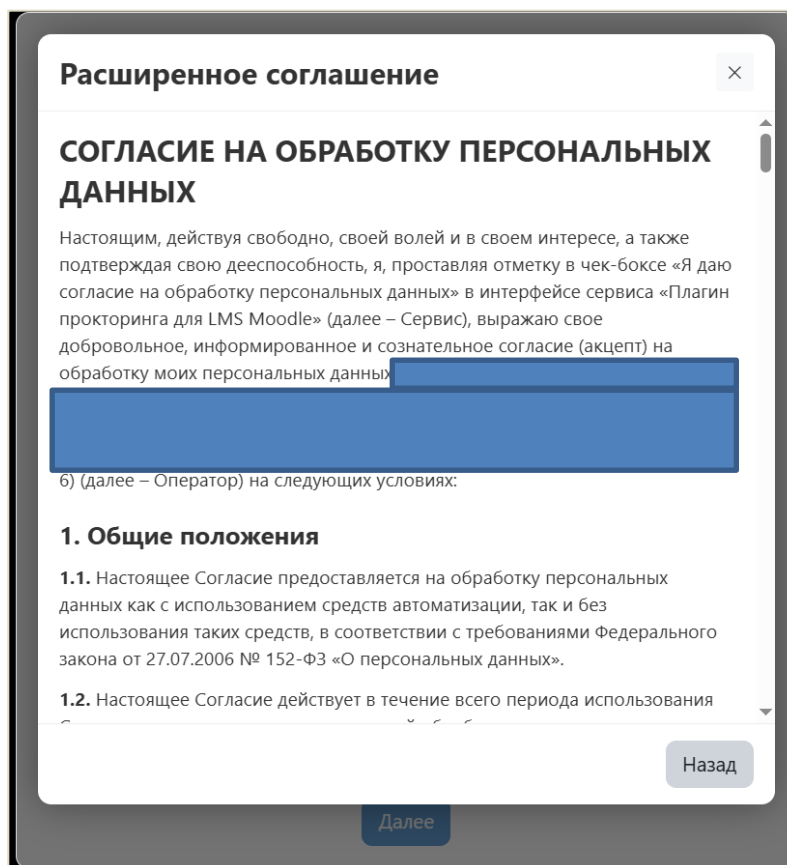 Расширенное соглашение
СОГЛАСИЕ НА ОБРАБОТКУ ПЕРСОНАЛЬНЫХ
ДАННЫХ
Настоящим, действуя свободно, своей волей и в своем интересе, а также
подтверждая свою дееспособность, я, проставляя отметку в чек-боксе «Я даю
согласие на обработку персональных данных» в интерфейсе сервиса «Плагин
прокторинга для LMS Moodle» (далее – Сервис), выражаю свое
добровольное, информированное и сознательное согласие (акцепт) на
обработку моих персональных данных
6) (далее – Оператор) на следующих условиях:
1. Общие положения
1.1. Настоящее Согласие предоставляется на обработку персональных
данных как с использованием средств автоматизации, так и без
использования таких средств, в соответствии с требованиями Федерального
закона от 27.07.2006 № 152-ФЗ «О персональных данных».
1.2. Настоящее Согласие действует в течение всего периода использования
Назад
Далее